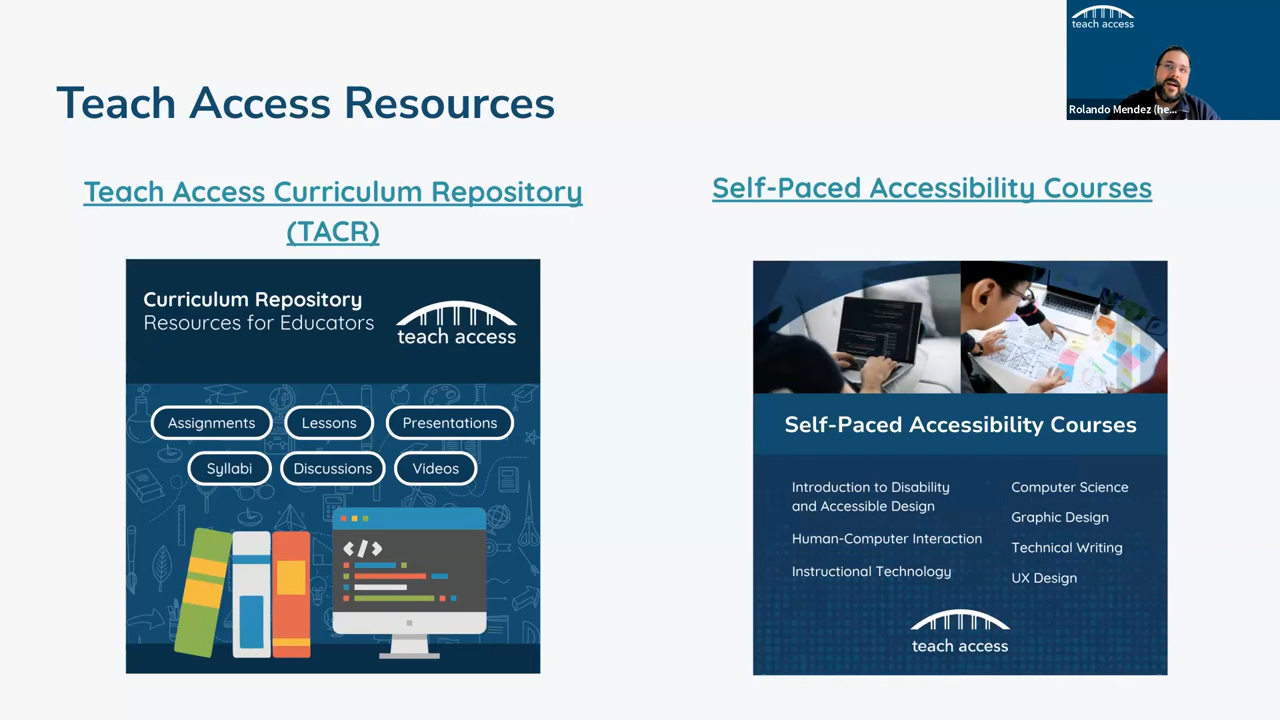 teach access
Rolando Mendez (he...
Teach Access Resources
Teach Access Curriculum Repository
(TACR)
Curriculum Repository
Resources for Educators
teach access
Assignments
Lessons
Presentations
Syllabi
Discussions
Videos
</>
Self-Paced Accessibility Courses
Self-Paced Accessibility Courses
Introduction to Disability
and Accessible Design
Human-Computer Interaction
Instructional Technology
Computer Science
Graphic Design
Technical Writing
UX Design
teach access